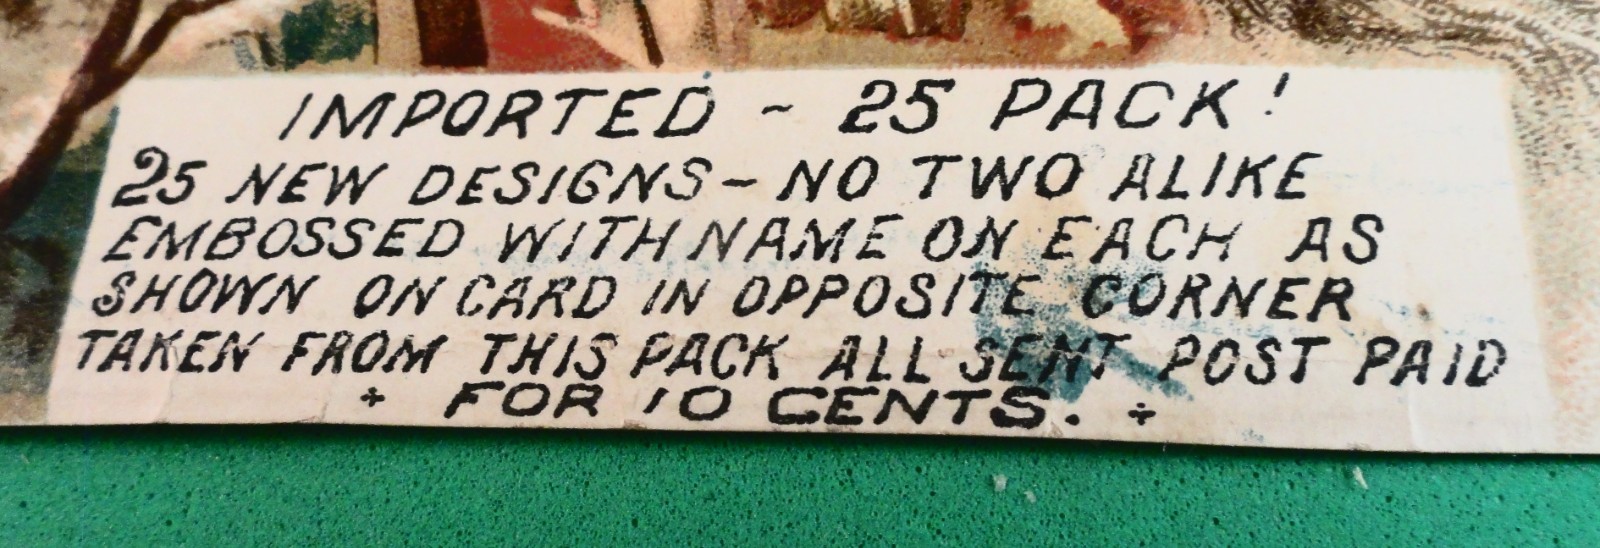 IMPORTED ~ 25 PACK!
25 NEW DESIGNS ~ NO TWO ALIKE
EMBOSSED WITH NAME ON EACH AS
SHOWN ON CARD IN OPPOSITE CORNER
TAKEN FROM THIS PACK ALL SENT POST PAID
÷ FOR 10 CENTS. ÷